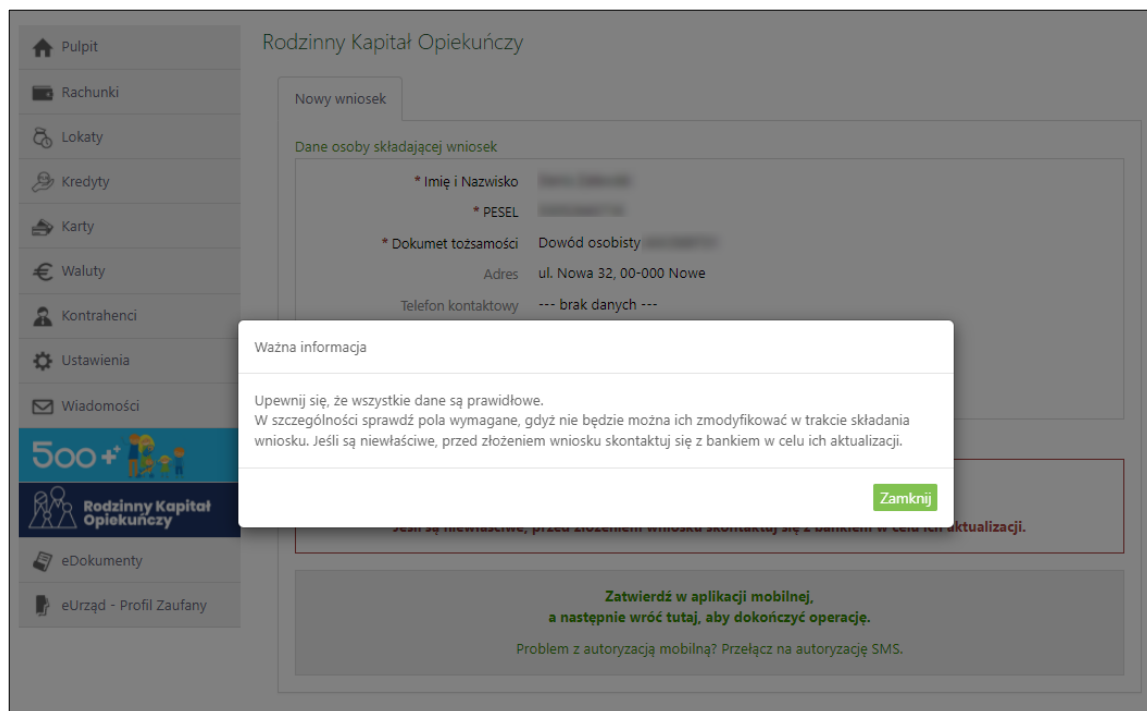 Pulpit
Rachunki
Lokaty
Kredyty
Karty
Waluty
Kontrahenci
Ustawienia
Wiadomości
500++
Rodzinny Kapitał
Opiekuńczy
eDokumenty
eUrząd - Profil Zaufany
Rodzinny Kapitał Opiekuńczy
Nowy wniosek
Dane osoby składającej wniosek
* Imię i Nazwisko
* PESEL
* Dokumet tożsamości Dowód osobisty
Adres ul. Nowa 32, 00-000 Nowe
Telefon kontaktowy --- brak danych ---
Ważna informacja
Upewnij się, że wszystkie dane są prawidłowe.
W szczególności sprawdź pola wymagane, gdyż nie będzie można ich zmodyfikować w trakcie składania
wniosku. Jeśli są niewłaściwe, przed złożeniem wniosku skontaktuj się z bankiem w celu ich aktualizacji.
Zamknij
Jeśli są niewłaściwe, przed złożeniem wniosku skontaktuj się z bankiem w celu ich aktualizacji.
Zatwierdź w aplikacji mobilnej,
a następnie wróć tutaj, aby dokończyć operację.
Problem z autoryzacją mobilną? Przełącz na autoryzację SMS.